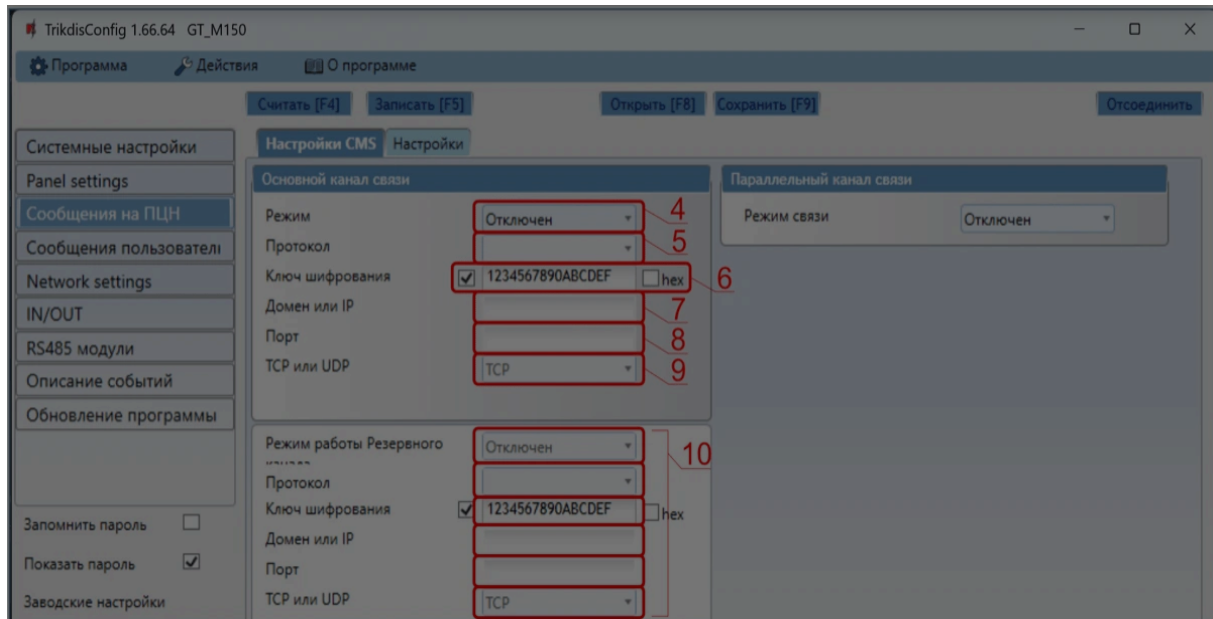 TrikdisConfig 1.66.64 GT_M150
Программа Действия О программе
Считать [F4] Записать [F5] Открыть [F8] Сохранить [F9] Отсоединить
Системные настройки
Panel settings
Сообщения на ПЦН
Сообщения пользовател
Network settings
IN/OUT
RS485 модули
Описание событий
Обновление программы
Запомнить пароль
Показать пароль
Заводские настройки
Настройки CMS Настройки
Основной канал связи
Режим Отключен 4
Протокол 5
Ключ шифрования 1234567890ABCDEF hex 6
Домен или IP 7
Порт 8
TCP или UDP TCP 9
Режим работы Резервного Отключен 10
Протокол
Ключ шифрования 1234567890ABCDEF hex
Домен или IP
Порт
TCP или UDP TCP
Параллельный канал связи
Режим связи Отключен